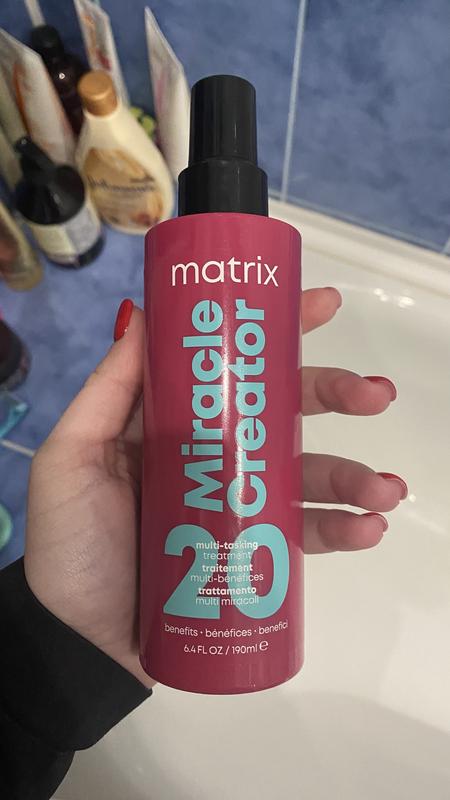 matrix
Miracle
Creator
20
multi-tasking
treatment
traitement
multi-bénéfices
trattamento
multi miracoli
benefits • bénéfices • benefici
6.4 FL OZ / 190ml e
Johnson's